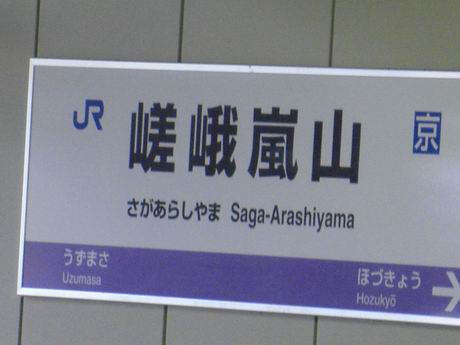 JR 嵯峨嵐山 京
さがあらしやま Saga-Arashiyama
うずまさ ほづきょう
Uzumasa Hozukyō